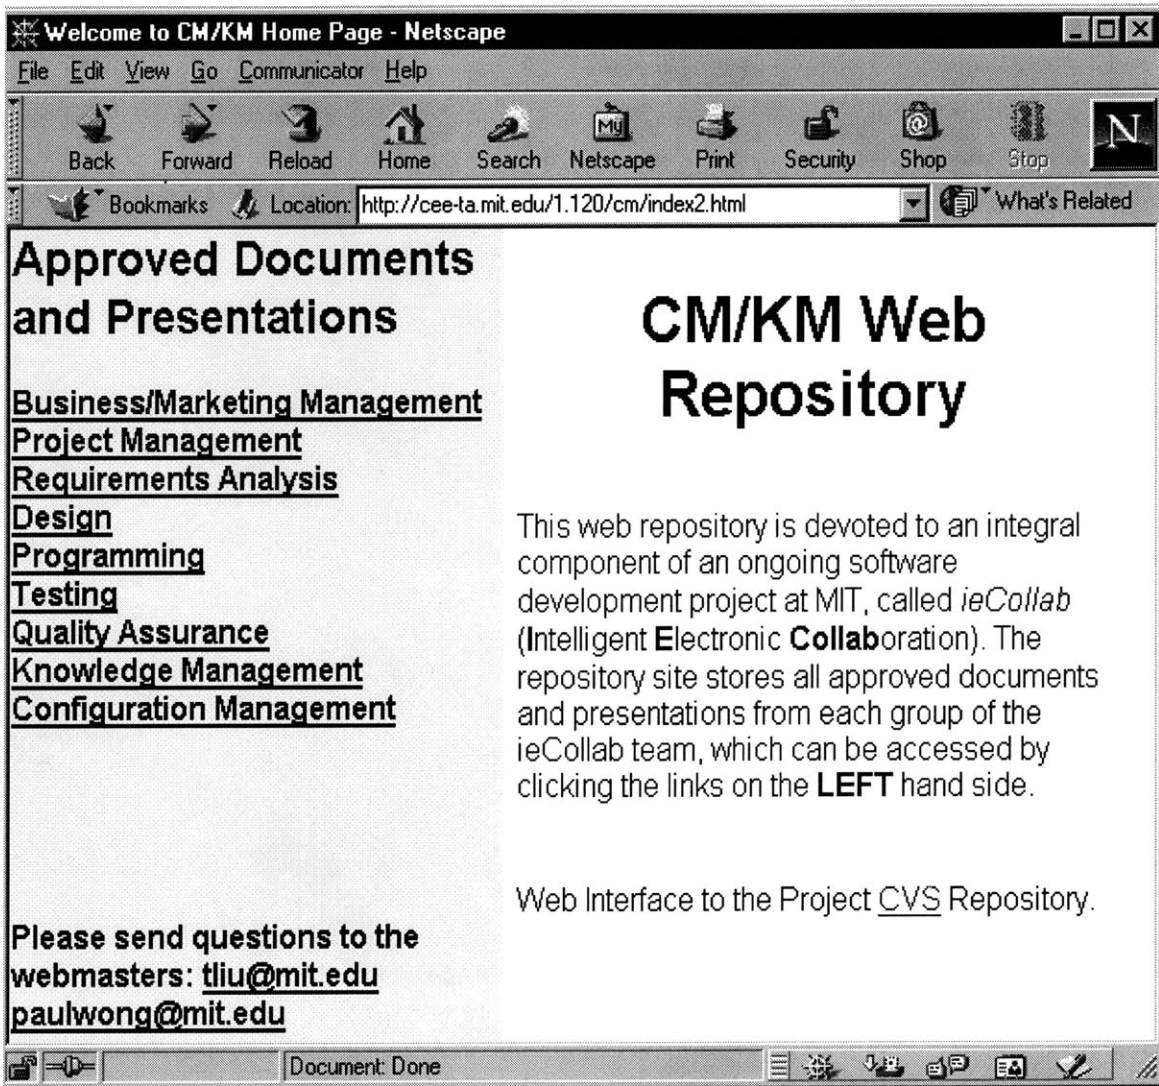 Welcome to CM/KM Home Page - Netscape
File Edit View Go Communicator Help
My
N
Back Forward Reload Home Search Netscape Print Security Shop Stop
Bookmarks Location: http://cee-ta.mit.edu/1.120/cm/index2.html What's Related
Approved Documents
and Presentations
Business/Marketing Management
Project Management
Requirements Analysis
Design
Programming
Testing
Quality Assurance
Knowledge Management
Configuration Management
Please send questions to the
webmasters: tliu@mit.edu
paulwong@mit.edu
CM/KM Web
Repository
This web repository is devoted to an integral
component of an ongoing software
development project at MIT, called ieCollab
(Intelligent Electronic Collaboration). The
repository site stores all approved documents
and presentations from each group of the
ieCollab team, which can be accessed by
clicking the links on the LEFT hand side.
Web Interface to the Project CVS Repository.
Document: Done